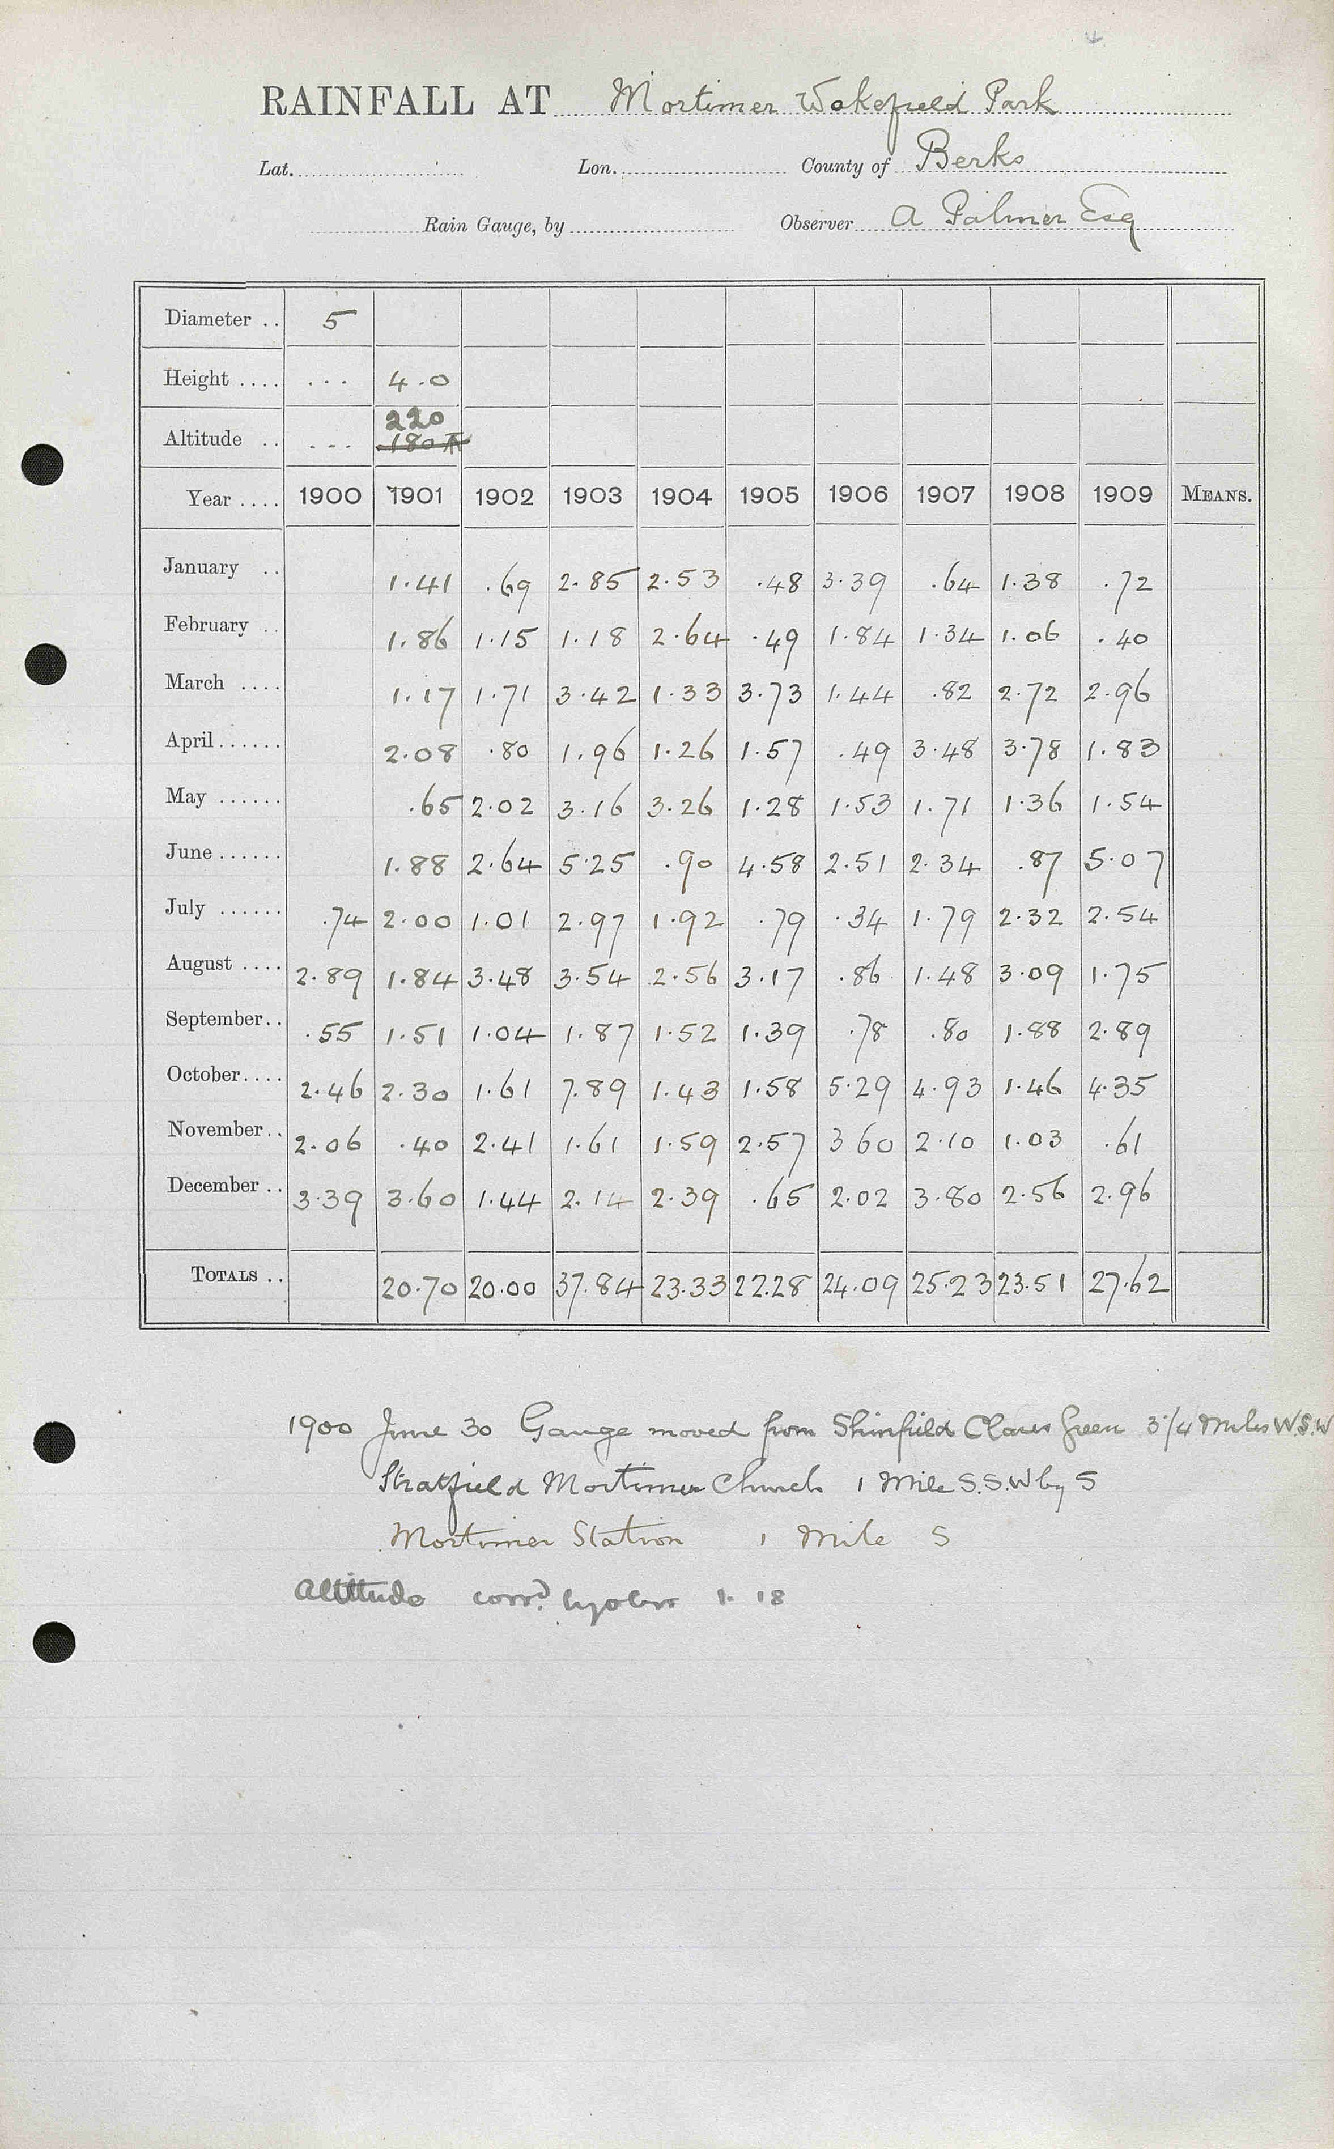 RAINFALL AT Mortimer Wokefield Park
Lat. Lon. County of Berks
Rain Gauge, by Observer A Palmer Esq
Diameter .. 5
Height .... ... 4.0
220
Altitude .. ... 180 ft
Year .... 1900 1901 1902 1903 1904 1905 1906 1907 1908 1909 MEANS.
January .. 1.41 .69 2.85 2.53 .48 3.39 .64 1.38 .72
February .. 1.86 1.15 1.18 2.64 .49 1.84 1.34 1.06 .40
March .... 1.17 1.71 3.42 1.33 3.73 1.44 .82 2.72 2.96
April ...... 2.08 .80 1.96 1.26 1.57 .49 3.48 3.78 1.83
May ...... .65 2.02 3.16 3.26 1.28 1.53 1.71 1.36 1.54
June ...... 1.88 2.64 5.25 .90 4.58 2.51 2.34 .87 5.07
July ...... .74 2.00 1.01 2.97 1.92 .79 .34 1.79 2.32 2.54
August .... 2.89 1.84 3.48 3.54 2.56 3.17 .86 1.48 3.09 1.75
September .. .55 1.51 1.04 1.87 1.52 1.39 .78 .80 1.88 2.89
October .... 2.46 2.30 1.61 7.89 1.43 1.58 5.29 4.93 1.46 4.35
November .. 2.06 .40 2.41 1.61 1.59 2.57 3 60 2.10 1.03 .61
December .. 3.39 3.60 1.44 2.14 2.39 .65 2.02 3.80 2.56 2.96
TOTALS .. 20.70 20.00 37.84 23.33 22.28 24.09 25.23 23.51 27.62
1900 June 30 Gauge moved from Shinfield Clares Green 3 1/4 Miles W.S.W
Stratfield Mortimer Church 1 Mile S.S.W by S
Mortimer Station 1 Mile S
Altitude corrd. 1. 18